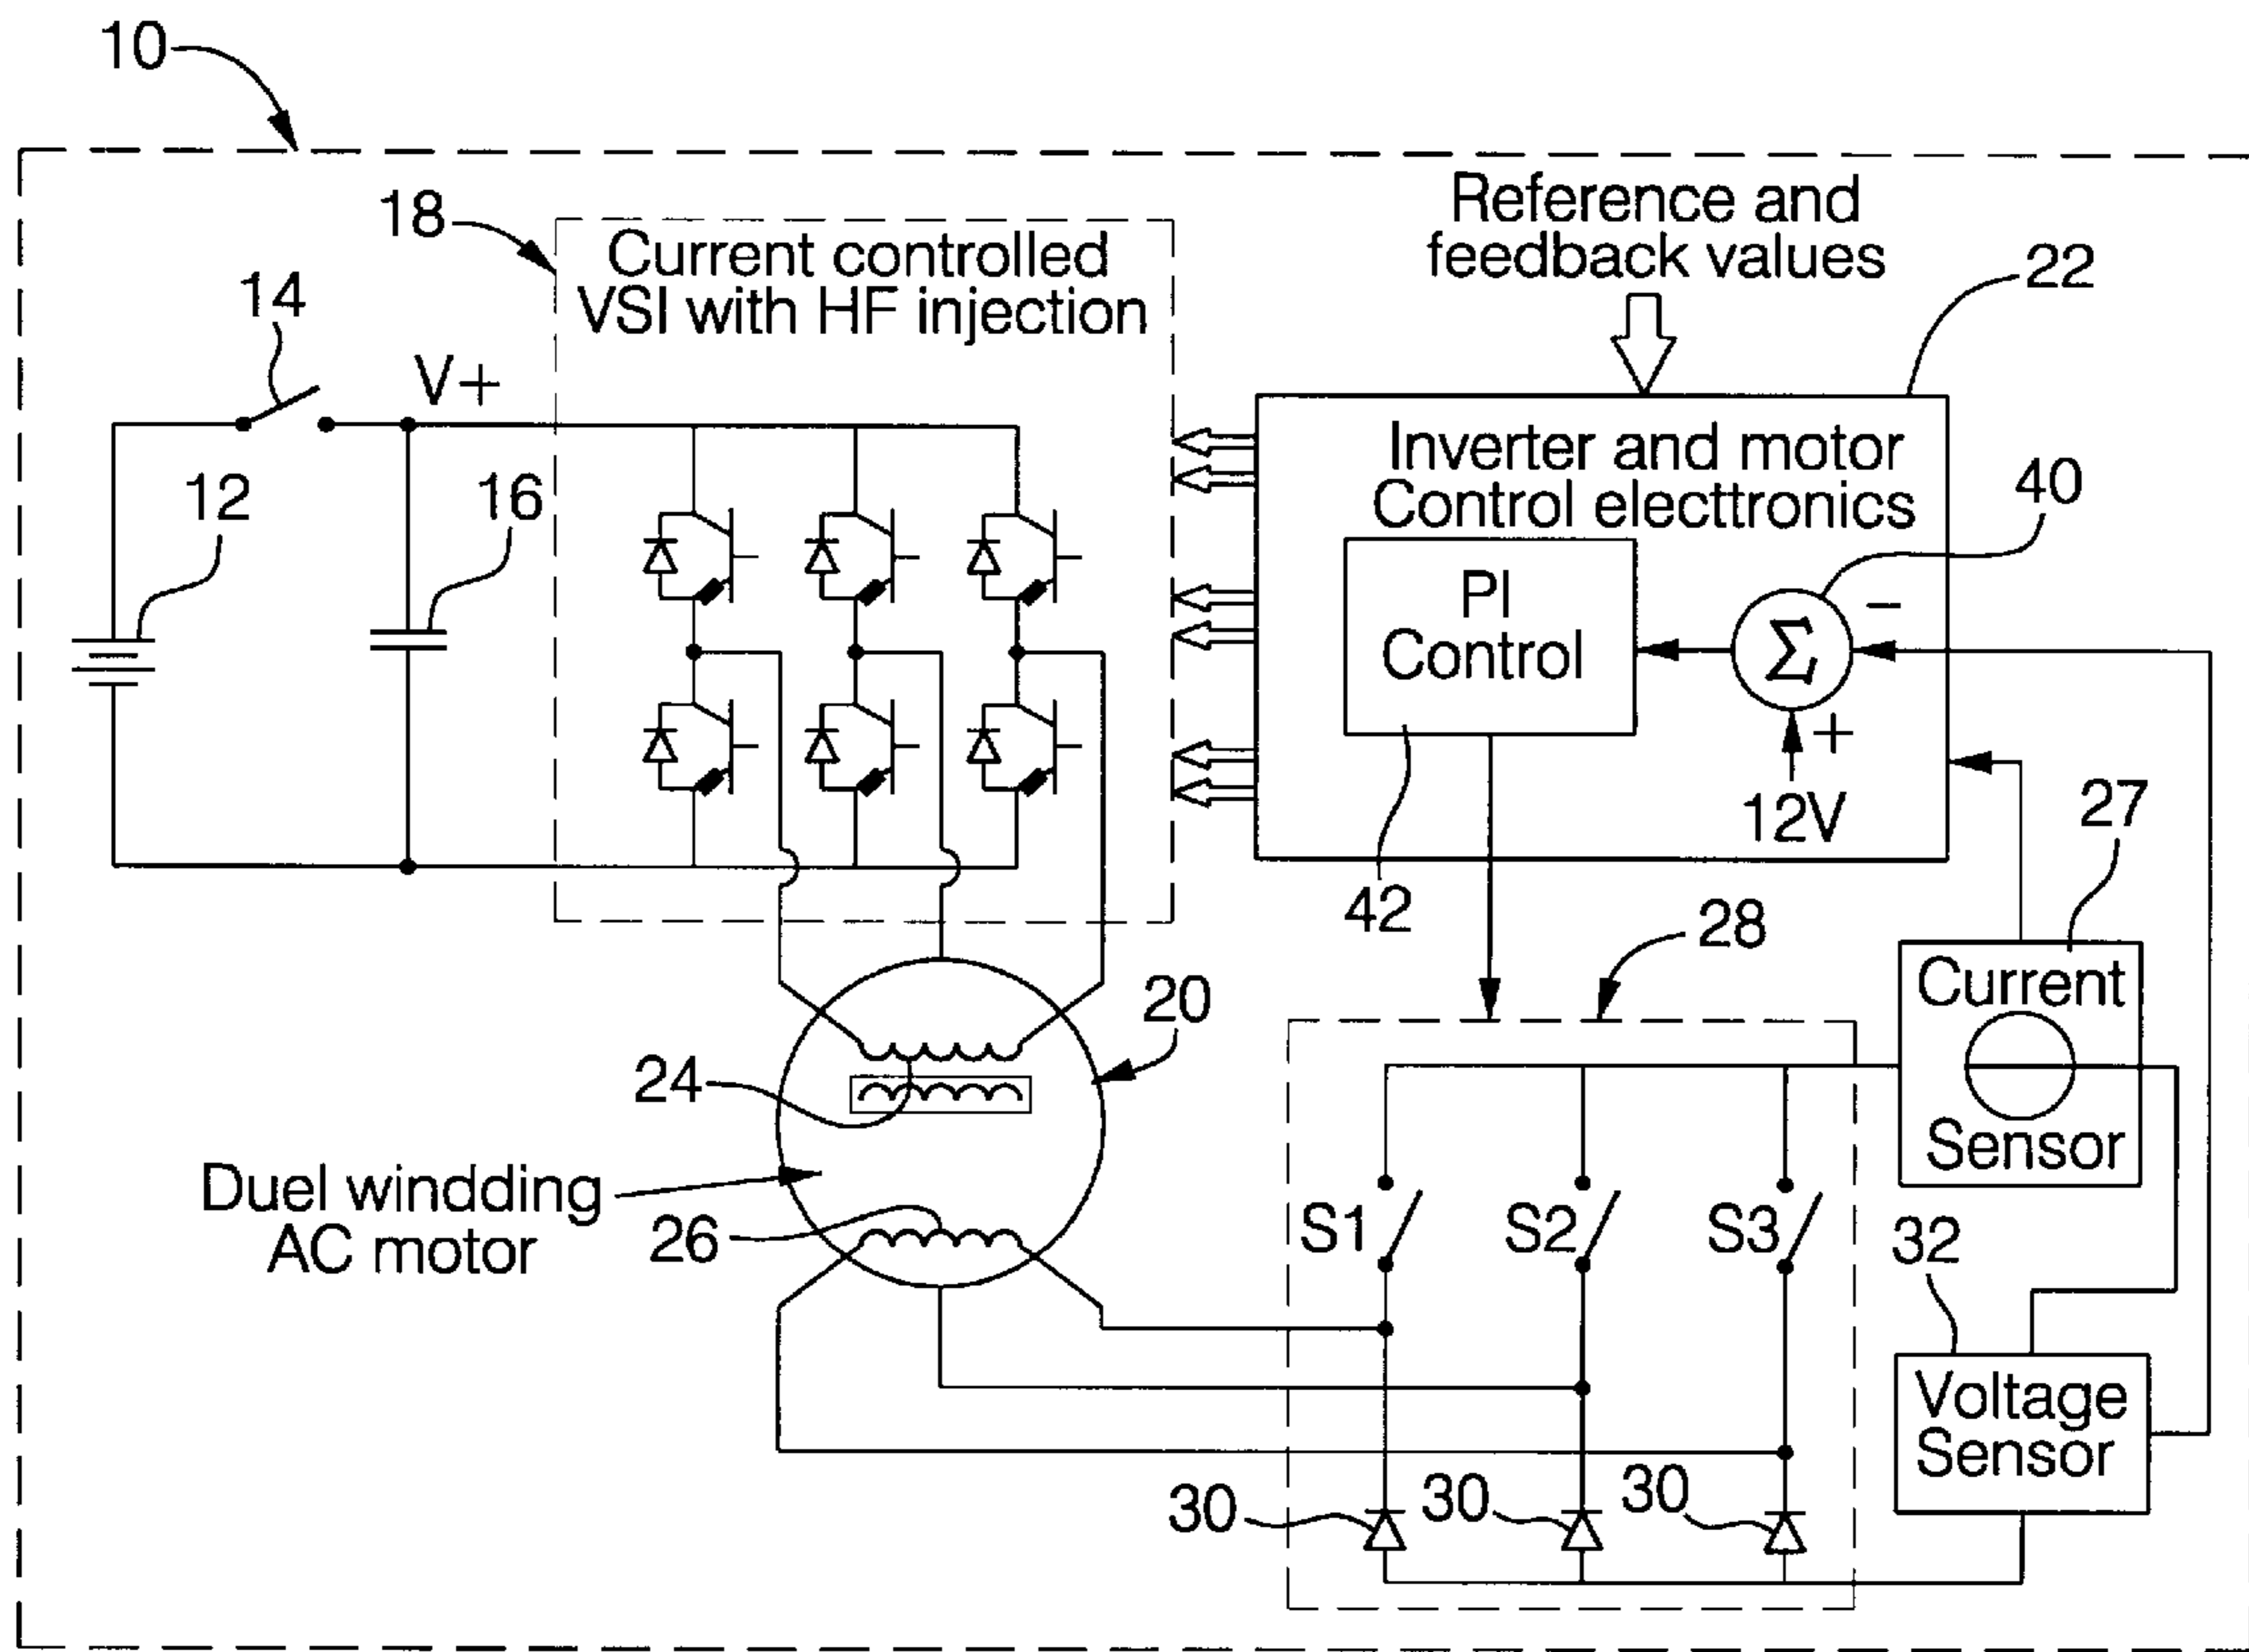 10
18
Current controlled
VSI with HF injection
Reference and
feedback values
22
14
V+
12
16
Inverter and motor
Control electtronics
40
PI
Control
Σ
−
+
12V
27
42
28
Current
Sensor
20
24
Duel windding
AC motor
26
S1
S2
S3
32
Voltage
Sensor
30
30
30